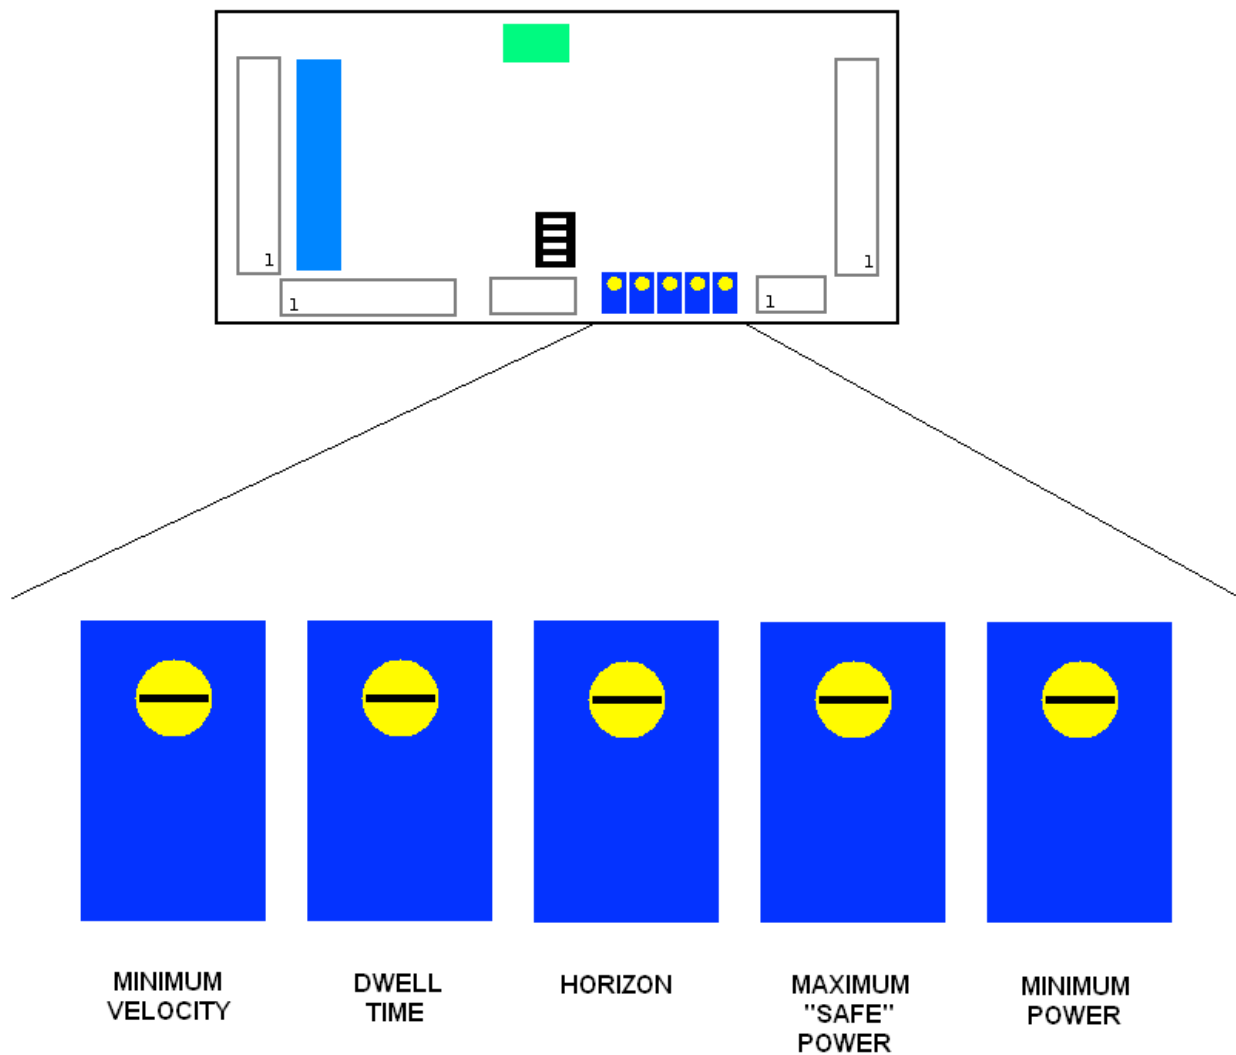 1
1
1
1
MINIMUM
VELOCITY
DWELL
TIME
HORIZON
MAXIMUM
"SAFE"
POWER
MINIMUM
POWER